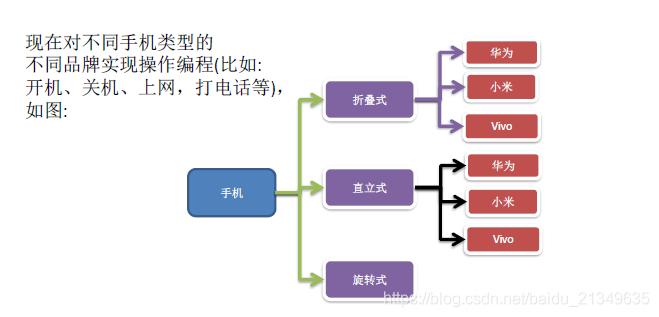 现在对不同手机类型的
不同品牌实现操作编程(比如:
开机、关机、上网，打电话等)，
如图:
华为
折叠式
小米
Vivo
华为
手机
直立式
小米
Vivo
旋转式
https://blog.csdn.net/baidu_21349635